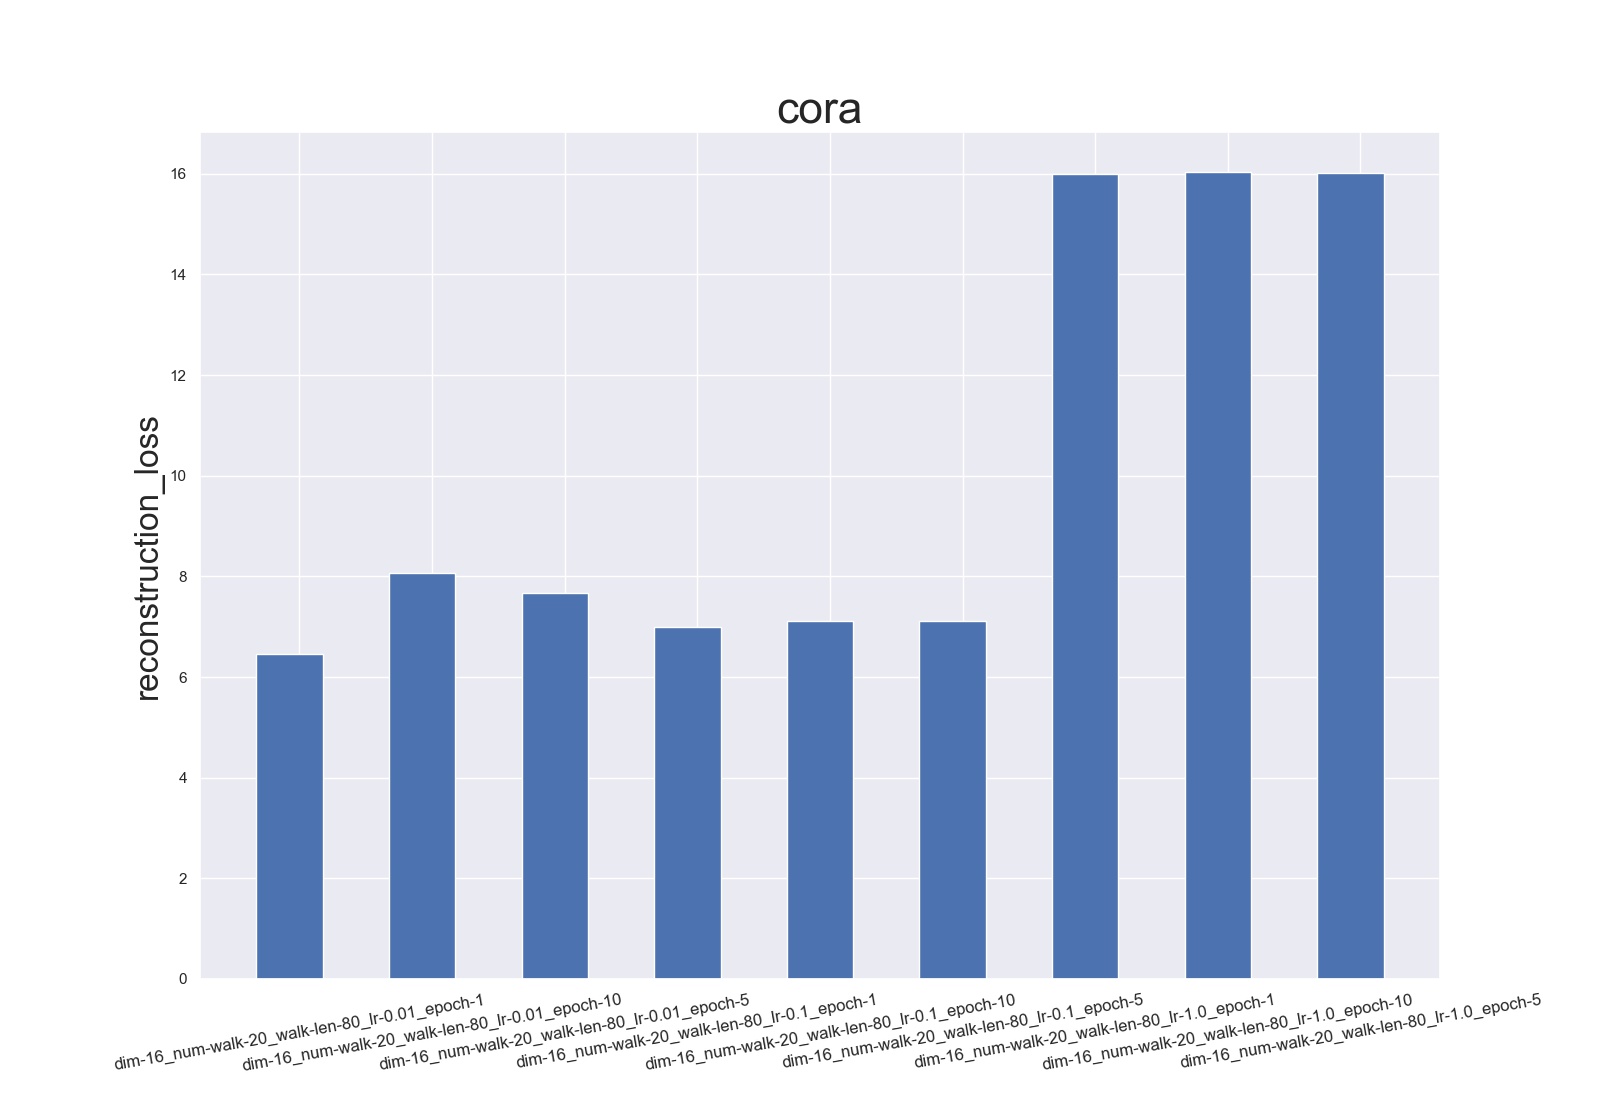 cora
reconstruction_loss
16
14
12
10
8
6
4
2
0
dim-16_num-walk-20_walk-len-80_lr-0.01_epoch-1
dim-16_num-walk-20_walk-len-80_lr-0.01_epoch-10
dim-16_num-walk-20_walk-len-80_lr-0.01_epoch-5
dim-16_num-walk-20_walk-len-80_lr-0.1_epoch-1
dim-16_num-walk-20_walk-len-80_lr-0.1_epoch-10
dim-16_num-walk-20_walk-len-80_lr-0.1_epoch-5
dim-16_num-walk-20_walk-len-80_lr-1.0_epoch-1
dim-16_num-walk-20_walk-len-80_lr-1.0_epoch-10
dim-16_num-walk-20_walk-len-80_lr-1.0_epoch-5